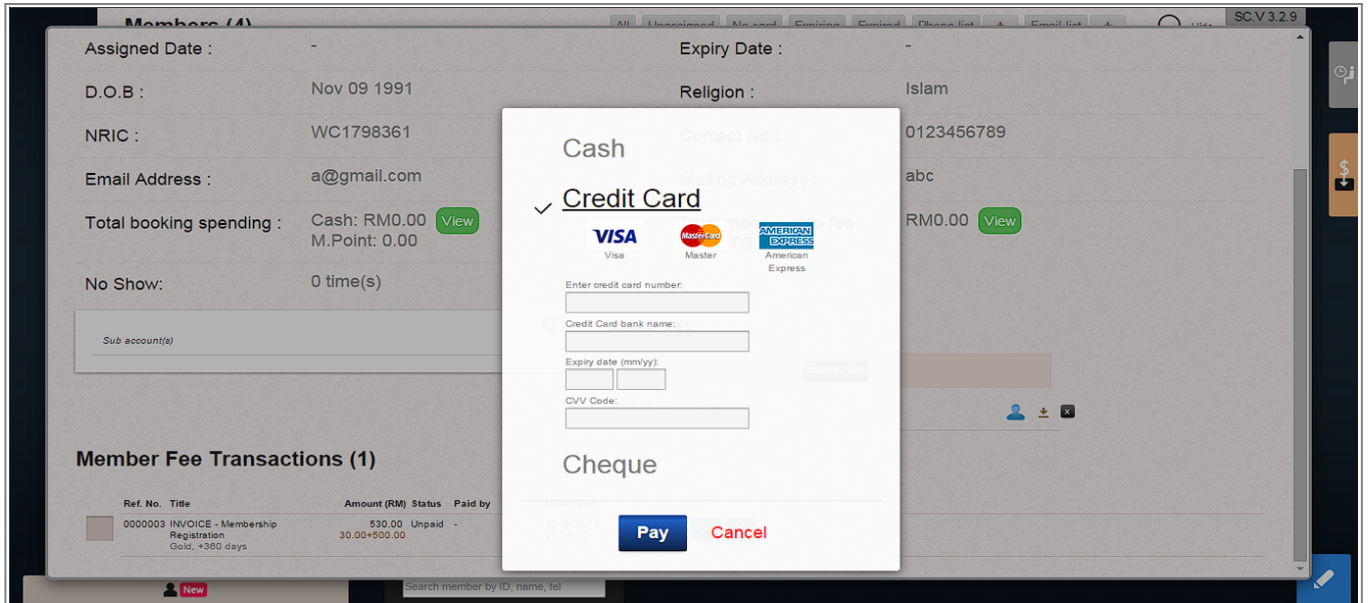 Members (4)
All Unassigned No card Expiring Expired Phone list + Email list + Hide
SC.V 3.2.9
Assigned Date : - Expiry Date : -
D.O.B : Nov 09 1991 Religion : Islam
NRIC : WC1798361 Contact No : 0123456789
Email Address : a@gmail.com Mailing Address : abc
Total booking spending : Cash: RM0.00 View RM0.00 View
M.Point: 0.00
No Show: 0 time(s)
Sub account(s)
Cash
Credit Card
VISA MasterCard AMERICAN EXPRESS
Visa Master American
Express
Enter credit card number:
Credit Card bank name:
Expiry date (mm/yy):
CVV Code:
Cheque
Pay Cancel
Member Fee Transactions (1)
Ref. No. Title Amount (RM) Status Paid by
0000003 INVOICE - Membership 530.00 Unpaid -
Registration 30.00+500.00
Gold, +360 days
New
Search member by ID, name, tel